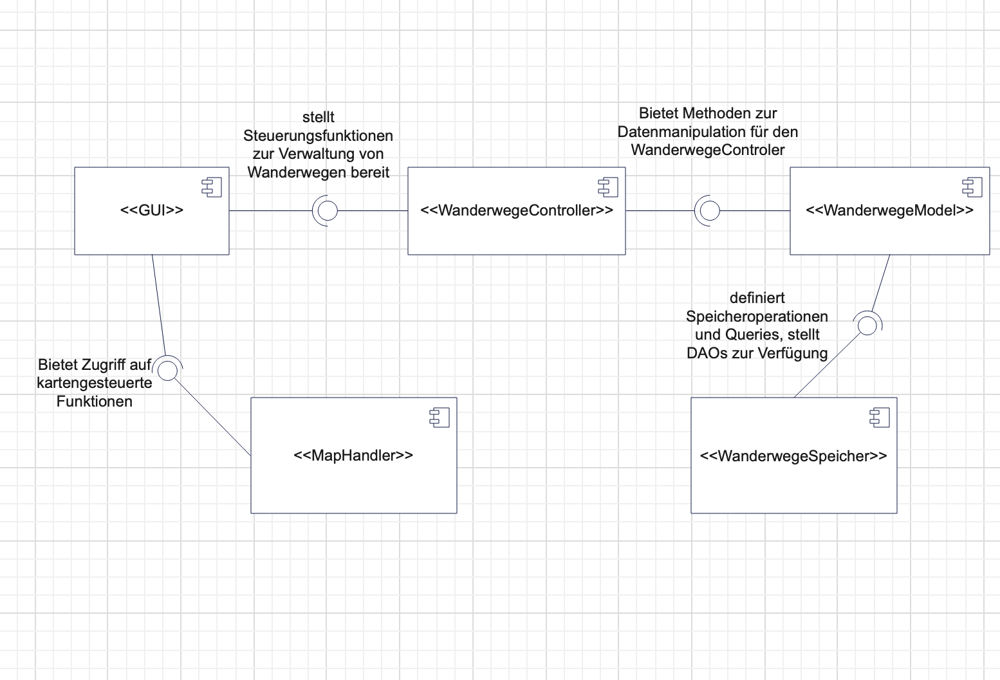 stellt
Steuerungsfunktionen
zur Verwaltung von
Wanderwegen bereit
Bietet Methoden zur
Datenmanipulation für den
WanderwegeControler
<<GUI>>
<<WanderwegeController>>
<<WanderwegeModel>>
definiert
Speicheroperationen
und Queries, stellt
DAOs zur Verfügung
Bietet Zugriff auf
kartengesteuerte
Funktionen
<<MapHandler>>
<<WanderwegeSpeicher>>